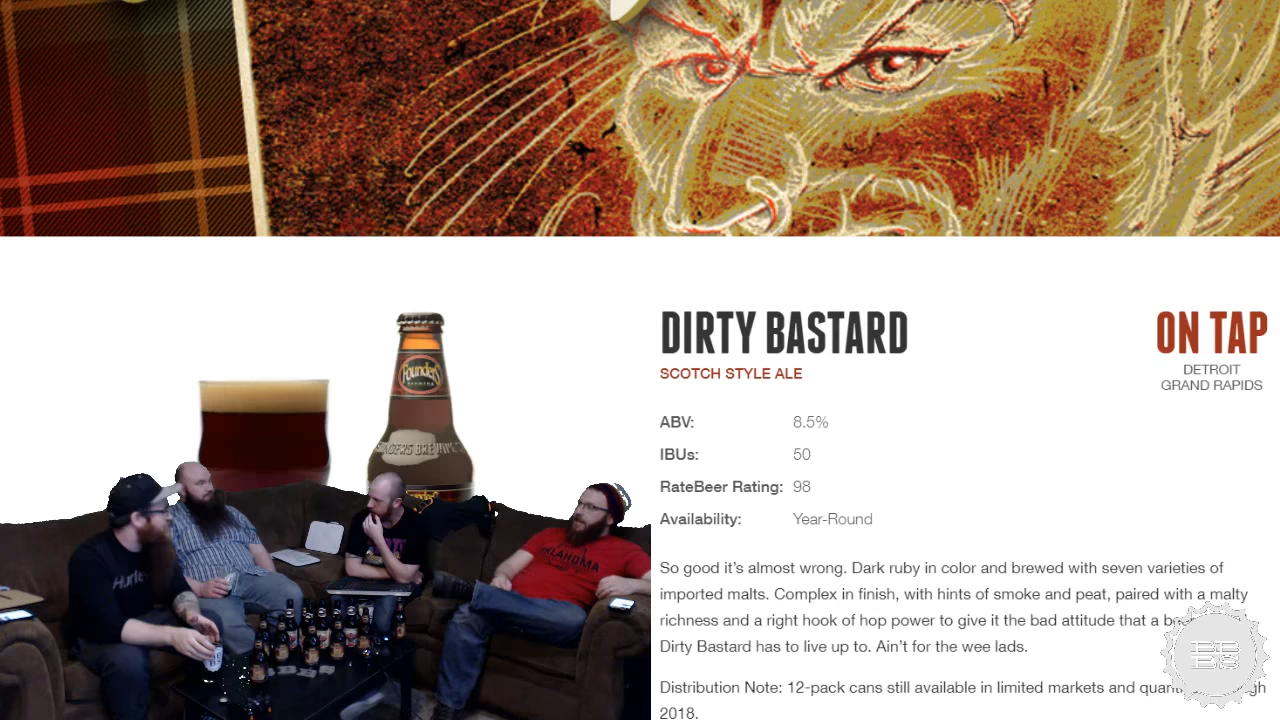 DIRTY BASTARD
SCOTCH STYLE ALE
ON TAP
DETROIT
GRAND RAPIDS
ABV: 8.5%
IBUs: 50
RateBeer Rating: 98
Availability: Year-Round
So good it's almost wrong. Dark ruby in color and brewed with seven varieties of
imported malts. Complex in finish, with hints of smoke and peat, paired with a malty
richness and a right hook of hop power to give it the bad attitude that a
Dirty Bastard has to live up to. Ain't for the wee lads.
Distribution Note: 12-pack cans still available in limited markets and
2018.
Founders
BREWING
OKLAHOMA